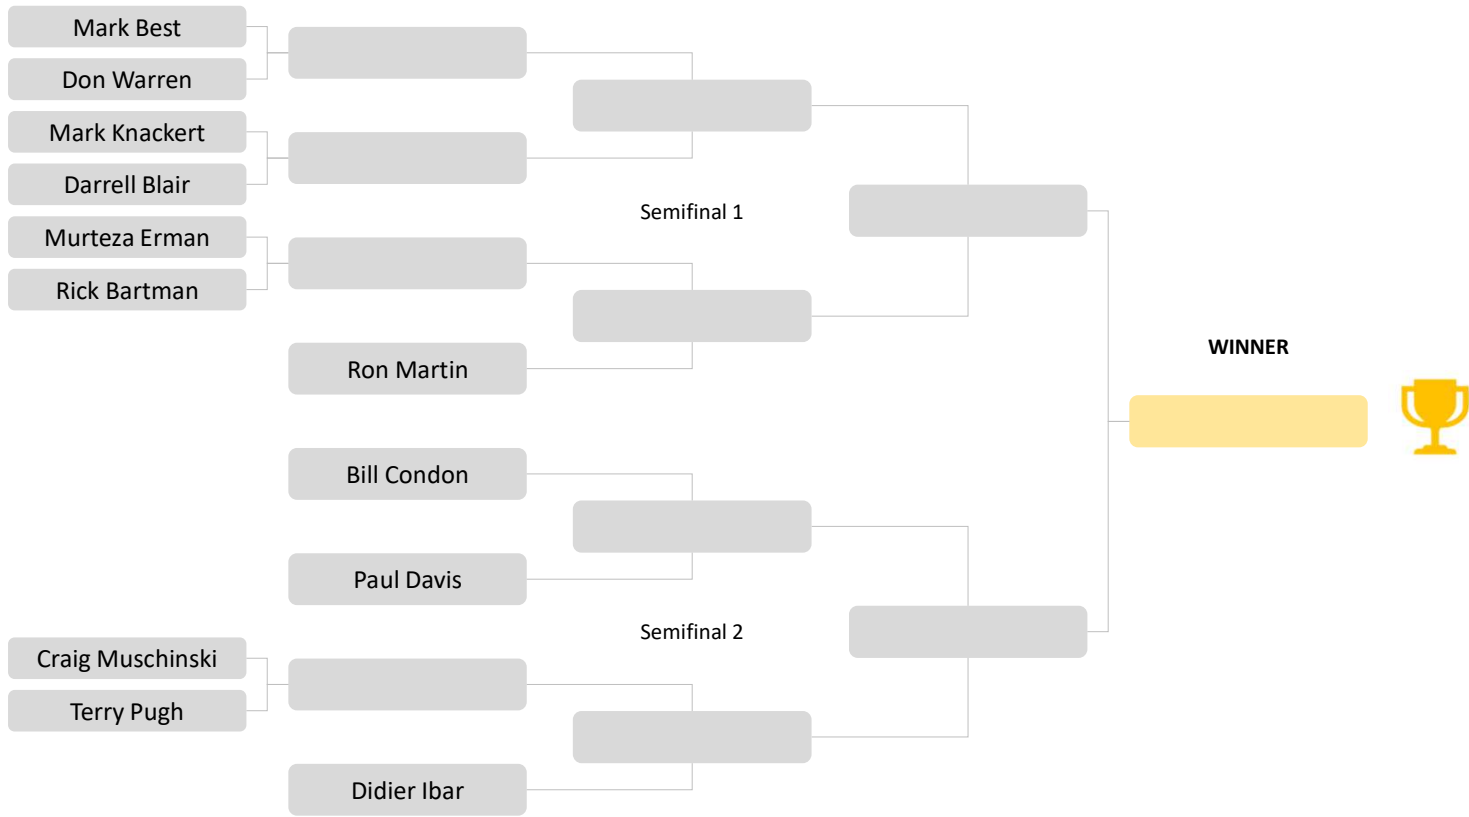 Mark Best
Don Warren
Mark Knackert
Darrell Blair
Semifinal 1
Murteza Erman
Rick Bartman
WINNER
Ron Martin
Bill Condon
Paul Davis
Semifinal 2
Craig Muschinski
Terry Pugh
Didier Ibar